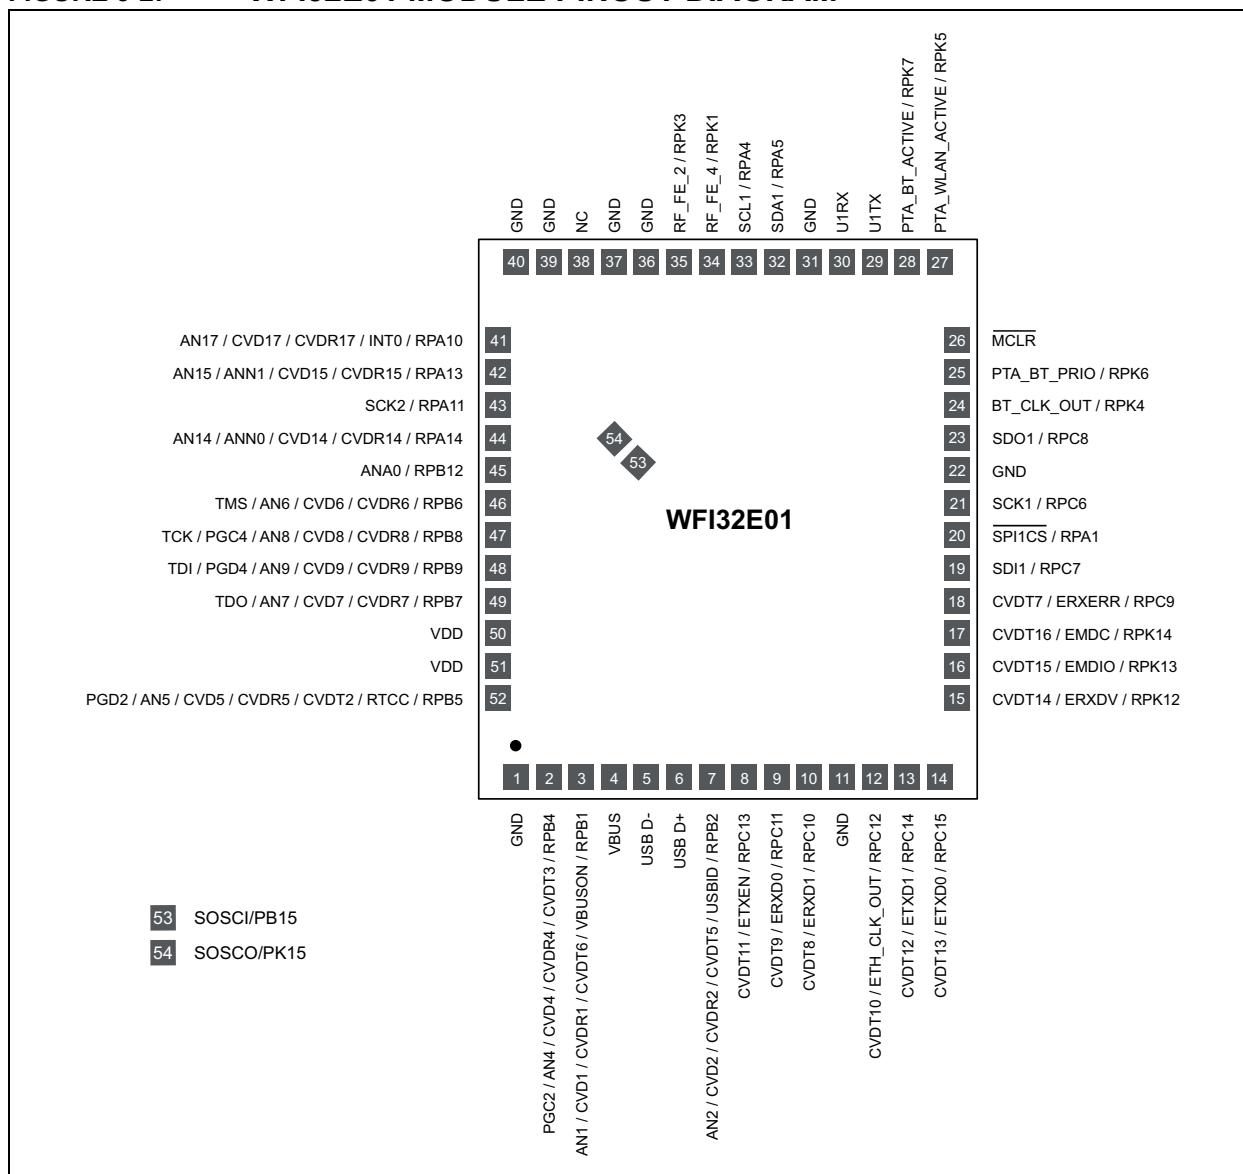 PTA_BT_ACTIVE / RPK7
PTA_WLAN_ACTIVE / RPK5
RF_FE_2 / RPK3
RF_FE_4 / RPK1
SCL1 / RPA4
SDA1 / RPA5
GND
GND
NC
GND
GND
GND
U1RX
U1TX
40 39 38 37 36 35 34 33 32 31 30 29 28 27
AN17 / CVD17 / CVDR17 / INT0 / RPA10 41
AN15 / ANN1 / CVD15 / CVDR15 / RPA13 42
SCK2 / RPA11 43
AN14 / ANN0 / CVD14 / CVDR14 / RPA14 44
ANA0 / RPB12 45
TMS / AN6 / CVD6 / CVDR6 / RPB6 46
TCK / PGC4 / AN8 / CVD8 / CVDR8 / RPB8 47
TDI / PGD4 / AN9 / CVD9 / CVDR9 / RPB9 48
TDO / AN7 / CVD7 / CVDR7 / RPB7 49
VDD 50
VDD 51
PGD2 / AN5 / CVD5 / CVDR5 / CVDT2 / RTCC / RPB5 52
54
53
WFI32E01
26 MCLR
25 PTA_BT_PRIO / RPK6
24 BT_CLK_OUT / RPK4
23 SDO1 / RPC8
22 GND
21 SCK1 / RPC6
20 SPI1CS / RPA1
19 SDI1 / RPC7
18 CVDT7 / ERXERR / RPC9
17 CVDT16 / EMDC / RPK14
16 CVDT15 / EMDIO / RPK13
15 CVDT14 / ERXDV / RPK12
1 2 3 4 5 6 7 8 9 10 11 12 13 14
GND
PGC2 / AN4 / CVD4 / CVDR4 / CVDT3 / RPB4
AN1 / CVD1 / CVDR1 / CVDT6 / VBUSON / RPB1
VBUS
USB D-
USB D+
AN2 / CVD2 / CVDR2 / CVDT5 / USBID / RPB2
CVDT11 / ETXEN / RPC13
CVDT9 / ERXD0 / RPC11
CVDT8 / ERXD1 / RPC10
GND
CVDT10 / ETH_CLK_OUT / RPC12
CVDT12 / ETXD1 / RPC14
CVDT13 / ETXD0 / RPC15
53 SOSCI/PB15
54 SOSCO/PK15